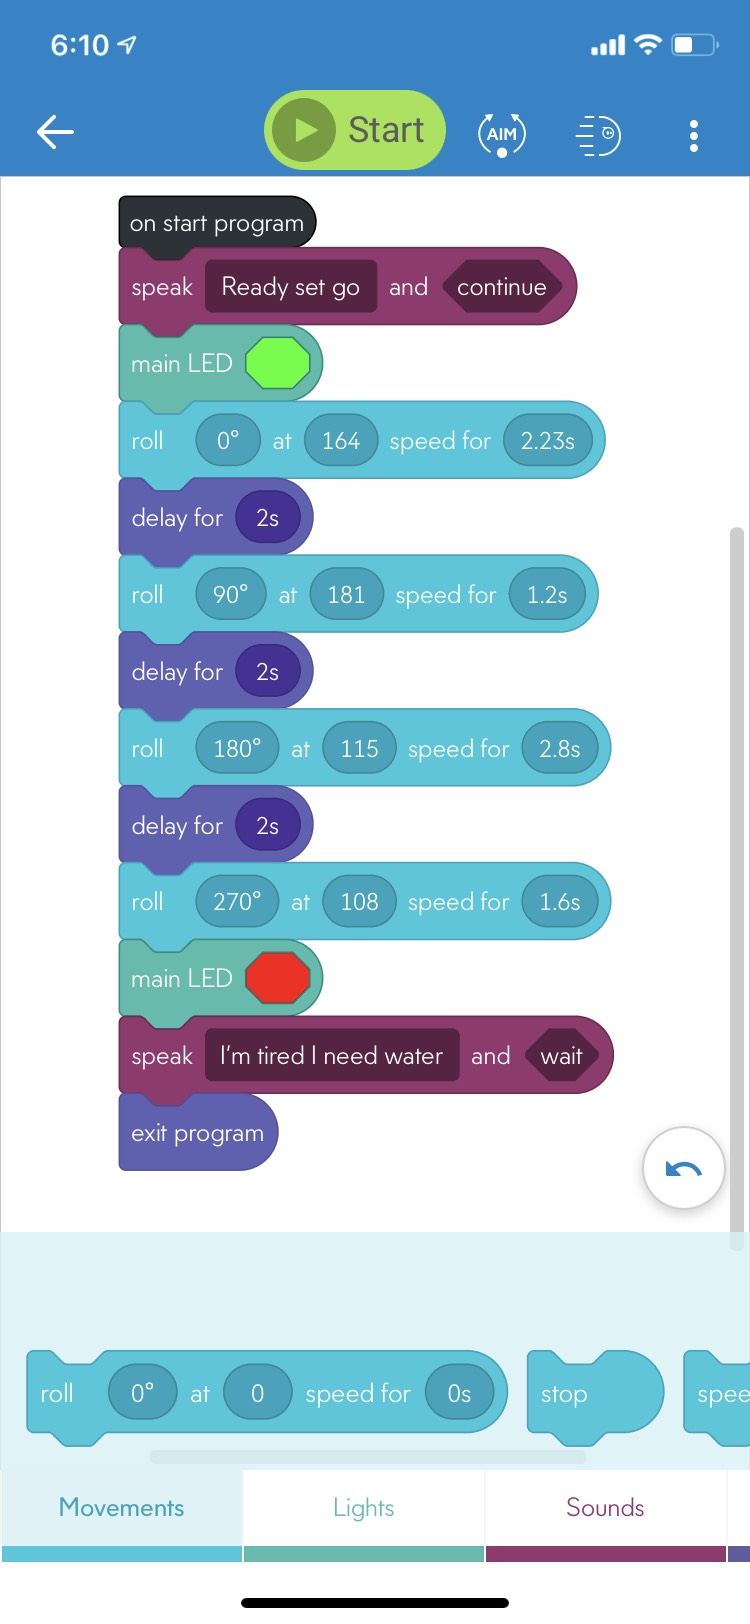 6:10
Start
AIM
on start program
speak Ready set go and continue
main LED
roll 0° at 164 speed for 2.23s
delay for 2s
roll 90° at 181 speed for 1.2s
delay for 2s
roll 180° at 115 speed for 2.8s
delay for 2s
roll 270° at 108 speed for 1.6s
main LED
speak I'm tired I need water and wait
exit program
roll 0° at 0 speed for 0s stop spee
Movements Lights Sounds